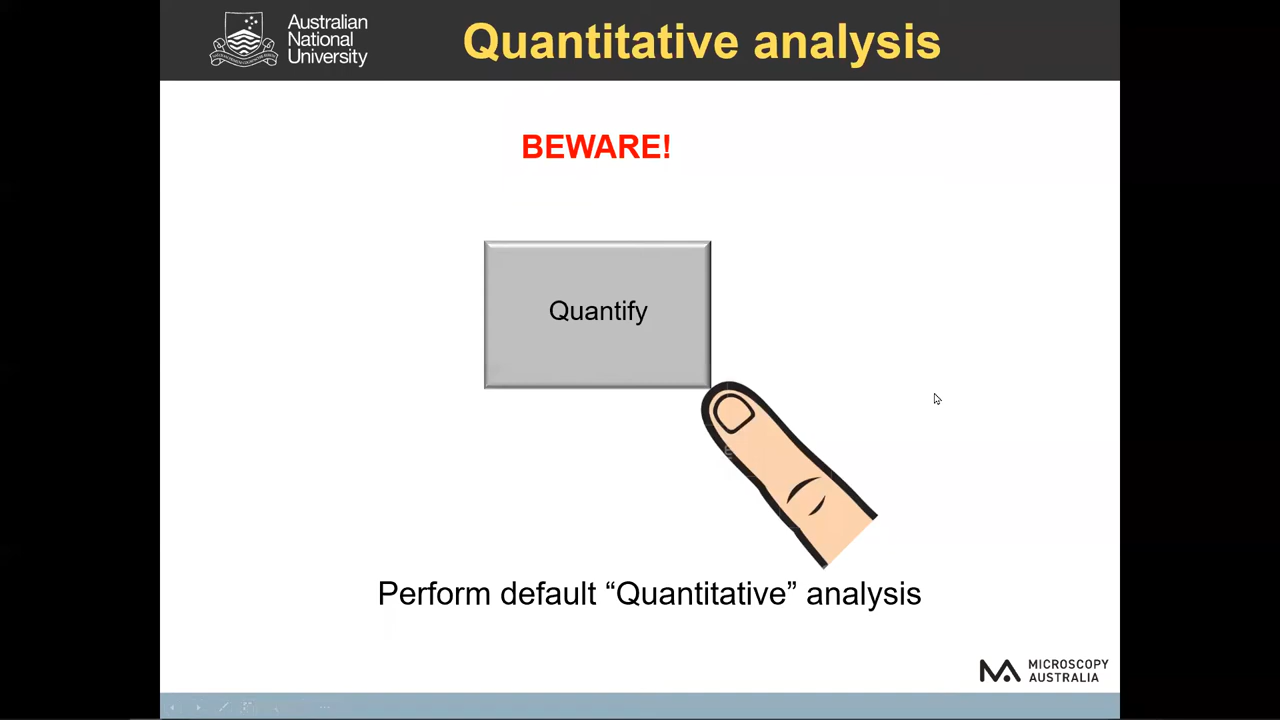 Australian
National
University
Quantitative analysis
BEWARE!
Quantify
Perform default “Quantitative” analysis
MICROSCOPY
AUSTRALIA